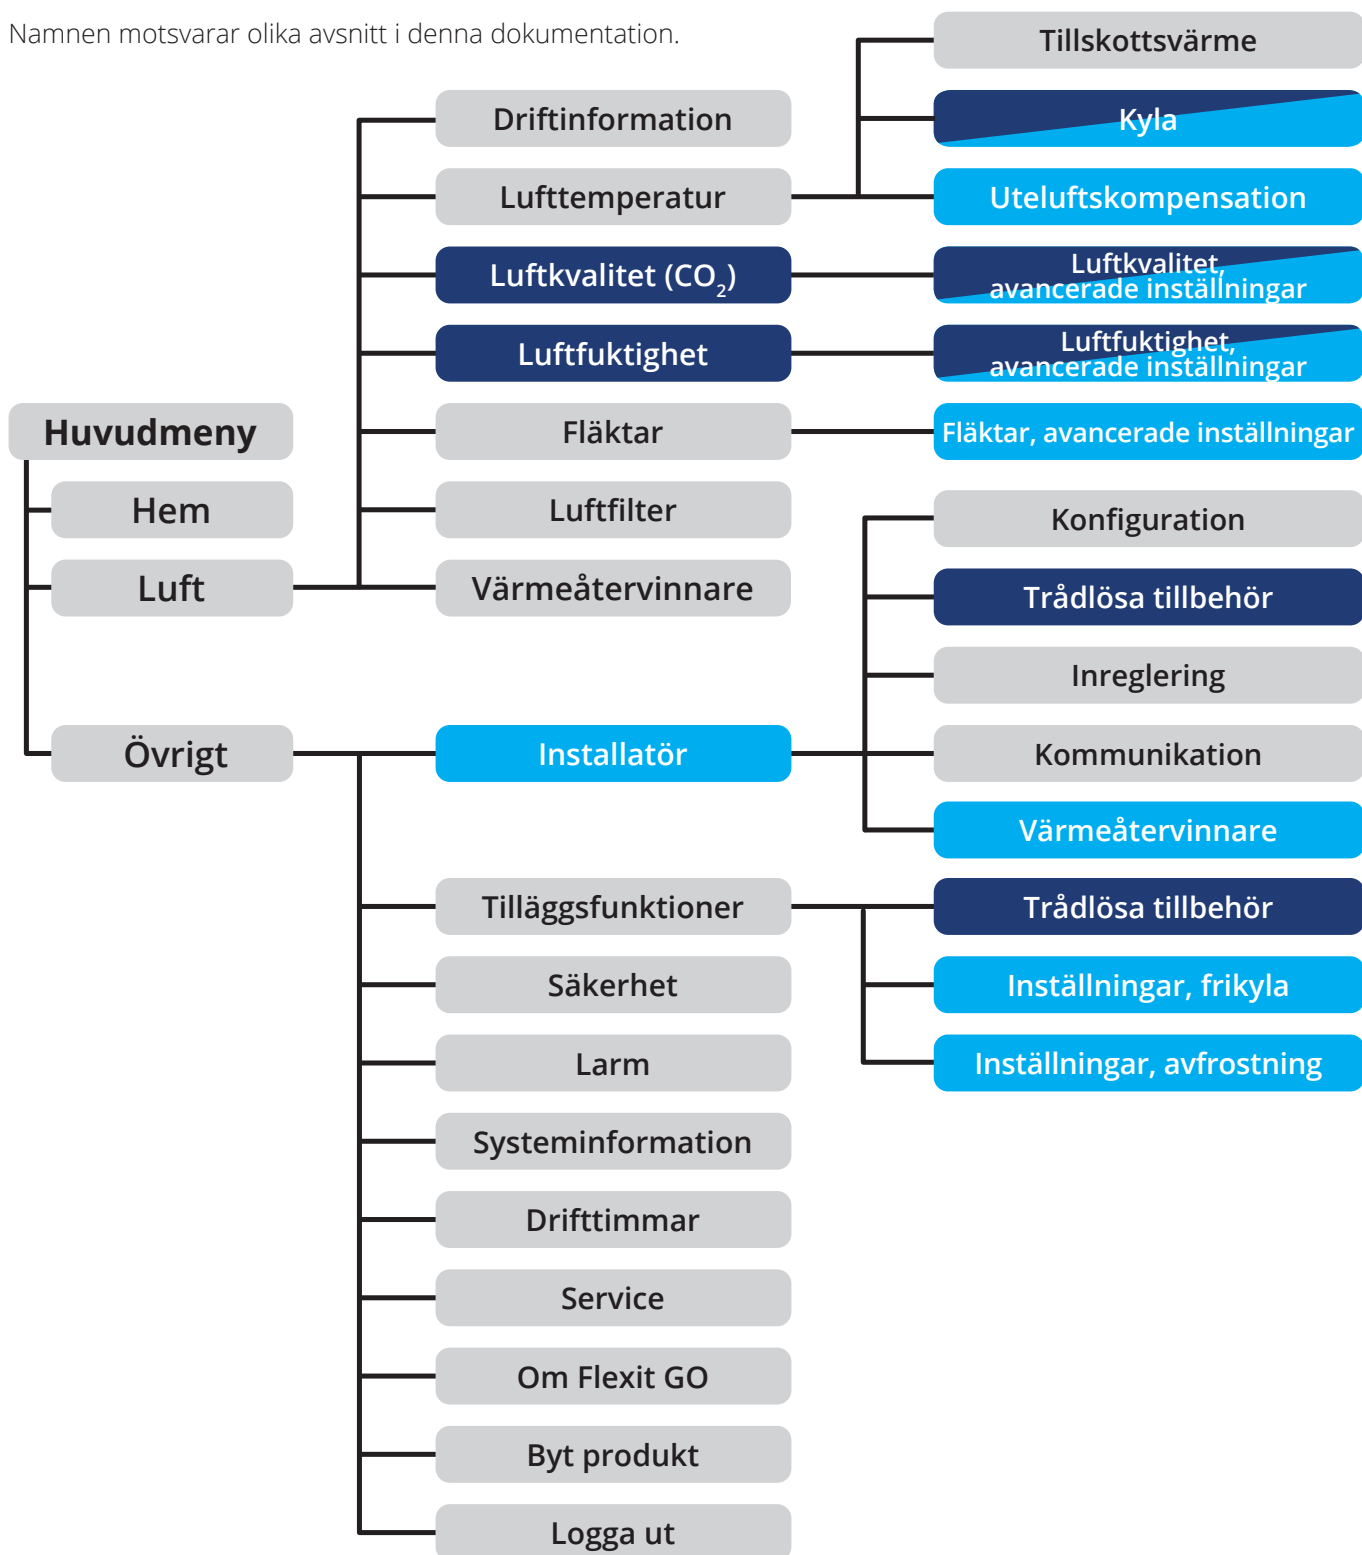 Namnen motsvarar olika avsnitt i denna dokumentation.
Huvudmeny
Hem
Luft
Övrigt
Driftinformation
Lufttemperatur
Luftkvalitet (CO₂)
Luftfuktighet
Fläktar
Luftfilter
Värmeåtervinnare
Installatör
Tilläggsfunktioner
Säkerhet
Larm
Systeminformation
Drifttimmar
Service
Om Flexit GO
Byt produkt
Logga ut
Tillskottsvärme
Kyla
Uteluftskompensation
Luftkvalitet,
avancerade inställningar
Luftfuktighet,
avancerade inställningar
Fläktar, avancerade inställningar
Konfiguration
Trådlösa tillbehör
Inreglering
Kommunikation
Värmeåtervinnare
Trådlösa tillbehör
Inställningar, frikyla
Inställningar, avfrostning